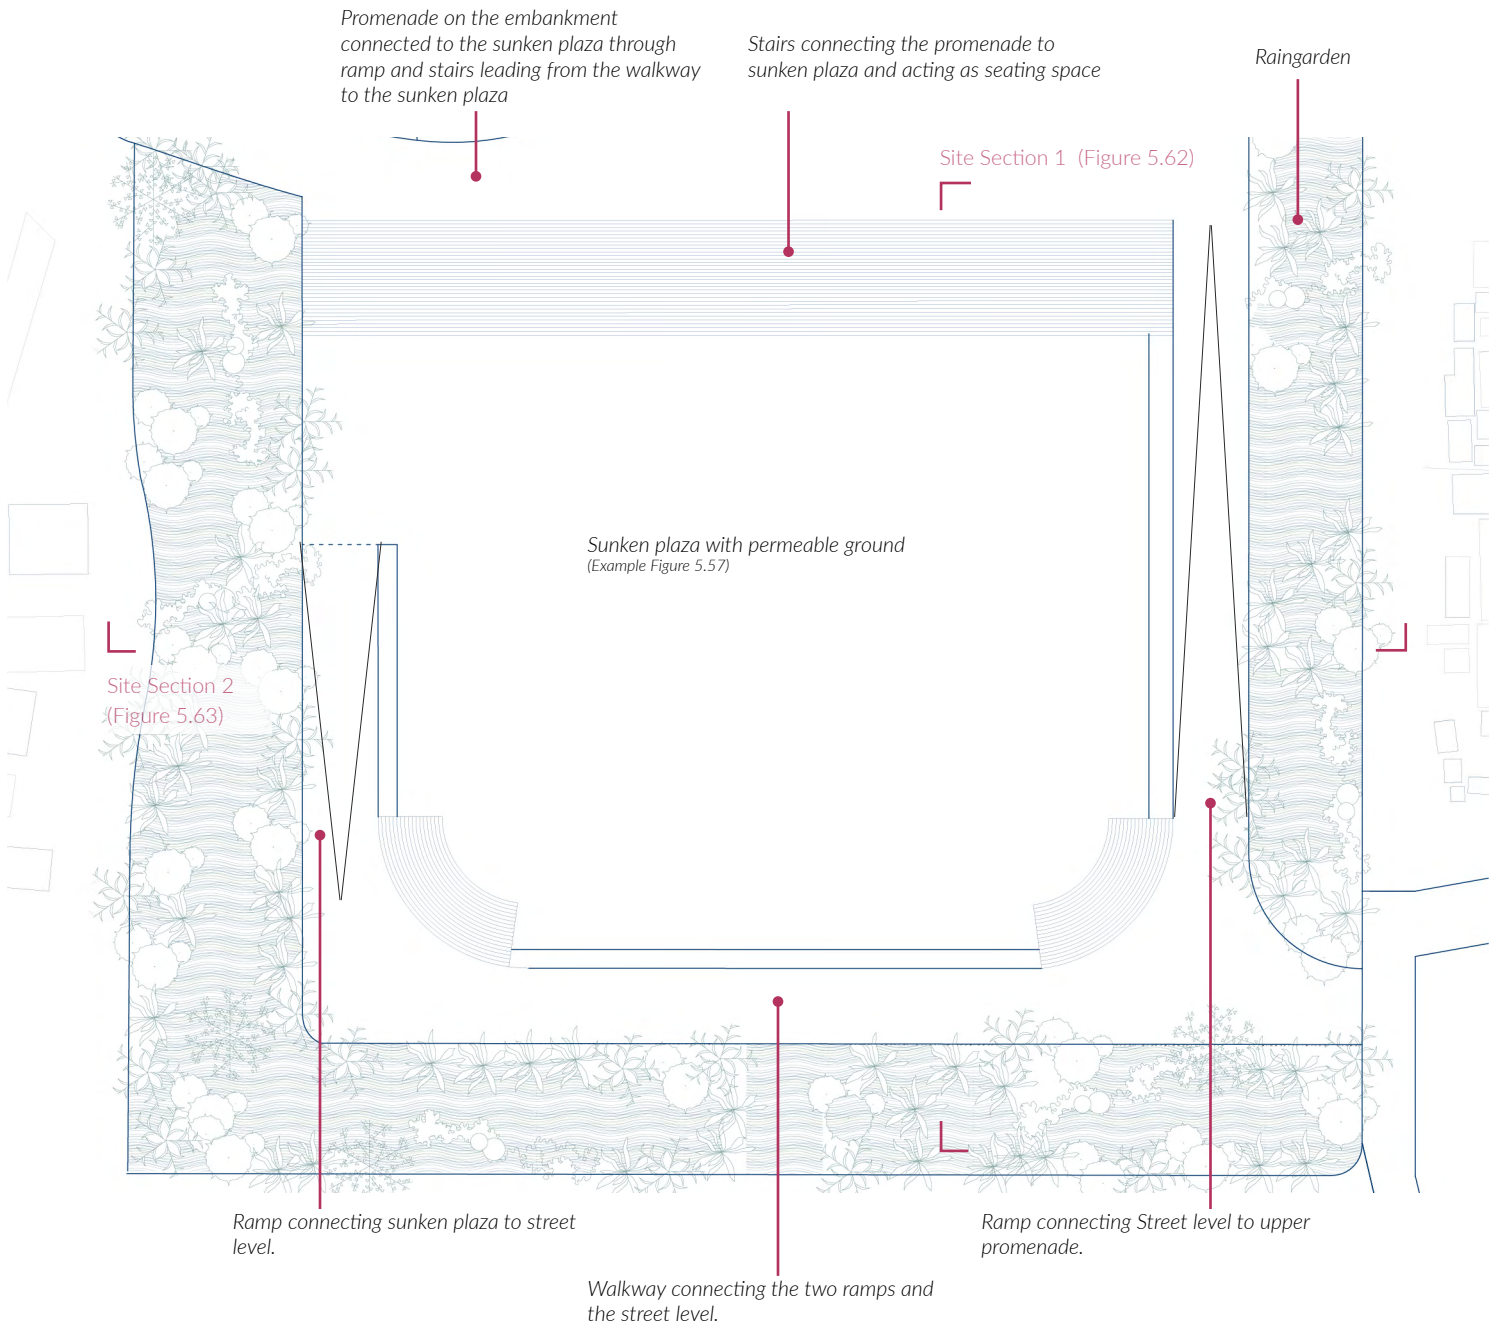 Promenade on the embankment
connected to the sunken plaza through
ramp and stairs leading from the walkway
to the sunken plaza
Stairs connecting the promenade to
sunken plaza and acting as seating space
Raingarden
Site Section 1 (Figure 5.62)
Sunken plaza with permeable ground
(Example Figure 5.57)
Site Section 2
(Figure 5.63)
Ramp connecting sunken plaza to street
level.
Ramp connecting Street level to upper
promenade.
Walkway connecting the two ramps and
the street level.